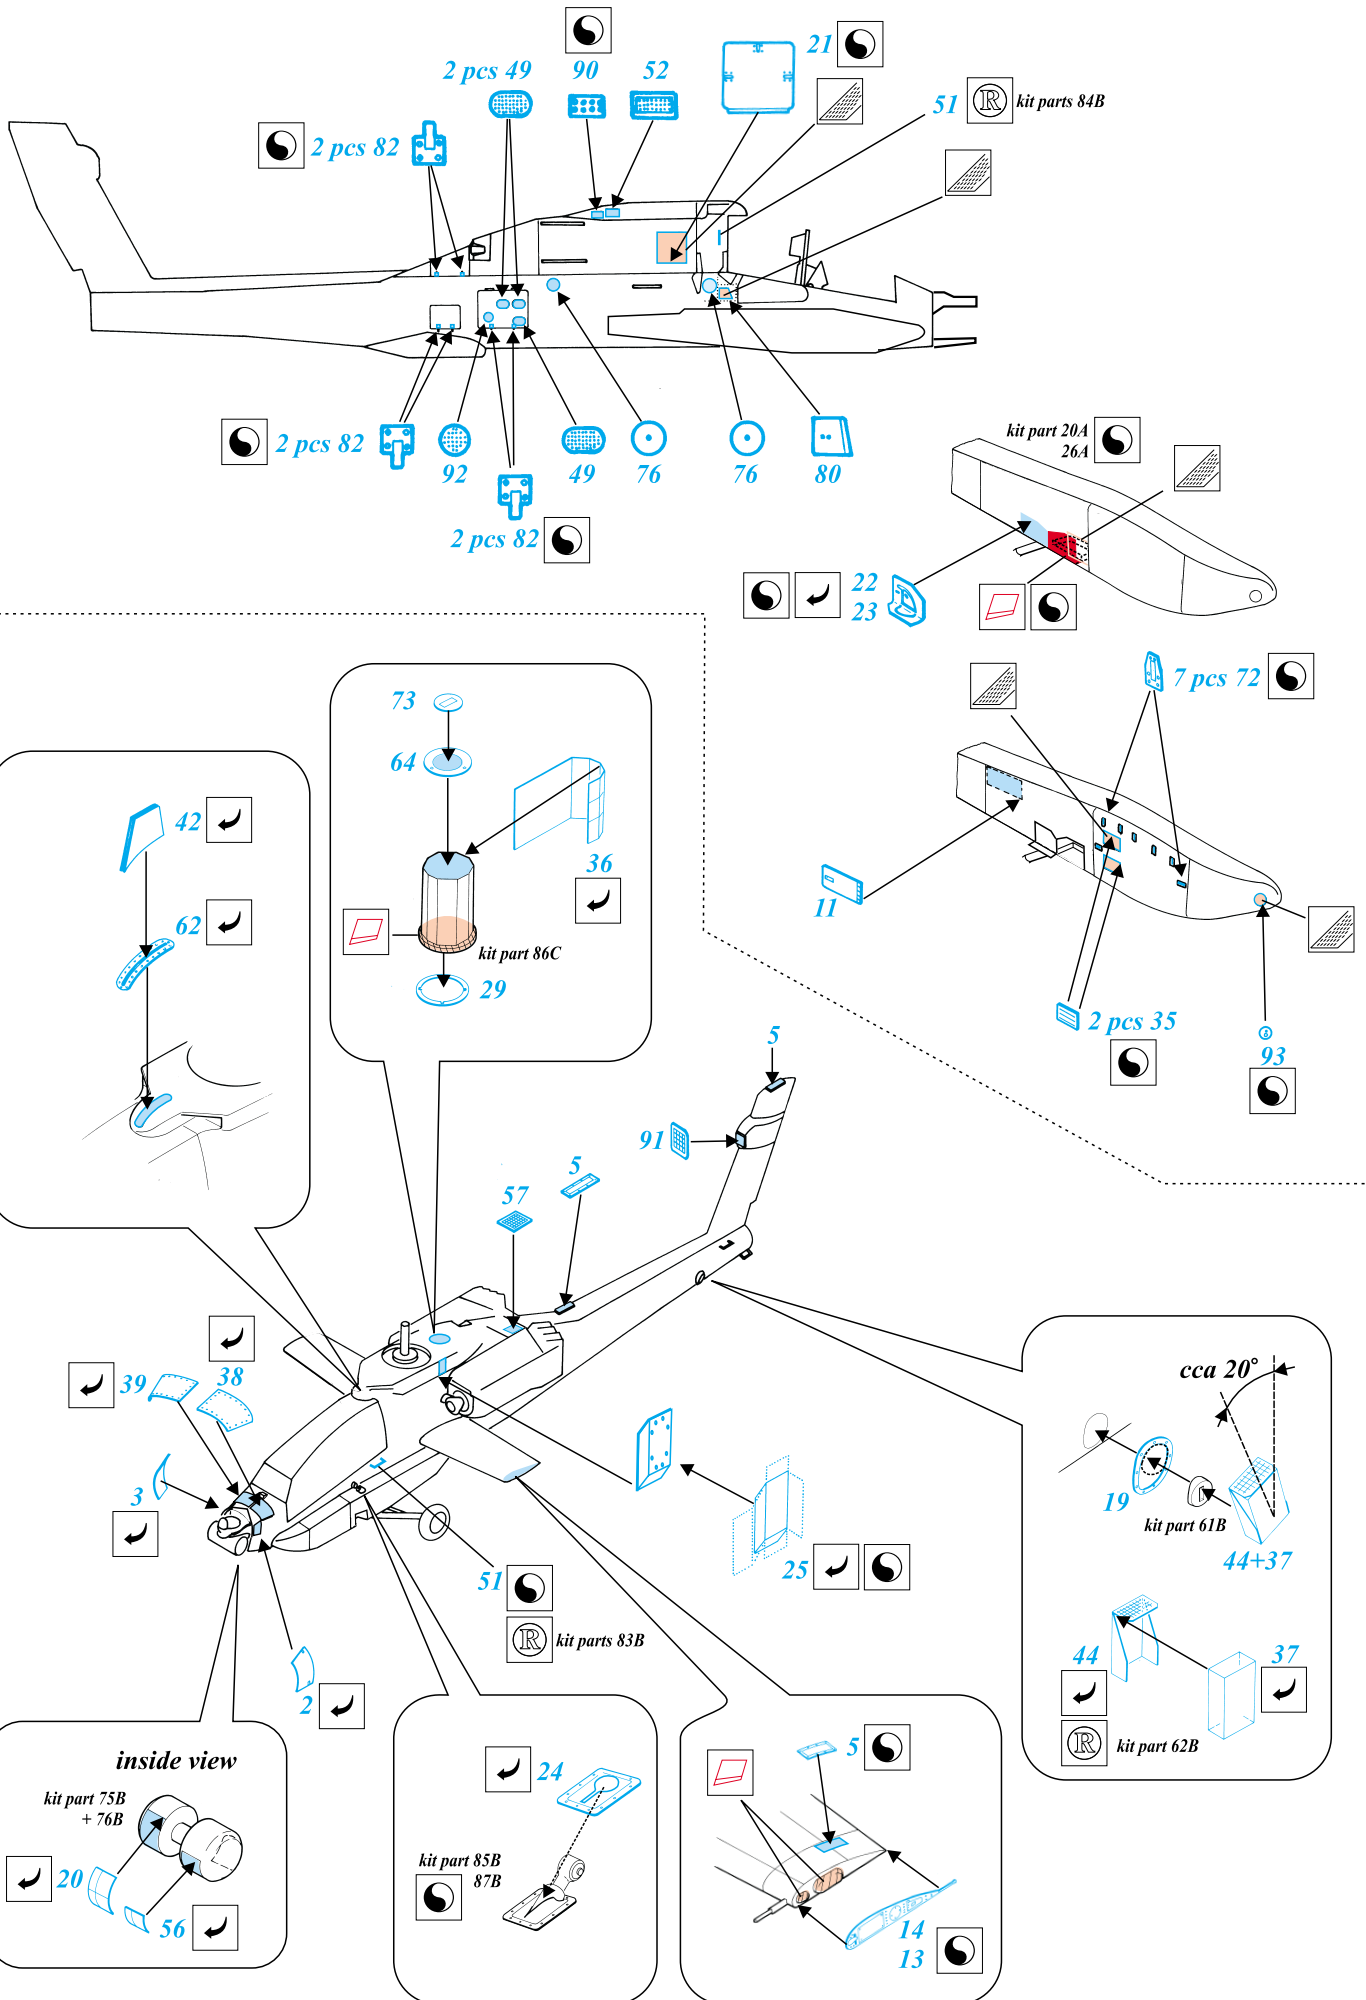 90
21
2 pcs 49
52
51
R
kit parts 84B
2 pcs 82
2 pcs 82
92
49
76
76
80
2 pcs 82
kit part 20A
26A
22
23
7 pcs 72
73
64
36
kit part 86C
29
42
62
11
2 pcs 35
93
5
91
5
57
38
39
3
cca 20°
19
kit part 61B
44+37
25
51
R
kit parts 83B
2
44
37
R
kit part 62B
inside view
kit part 75B
+ 76B
20
56
24
kit part 85B
87B
5
14
13